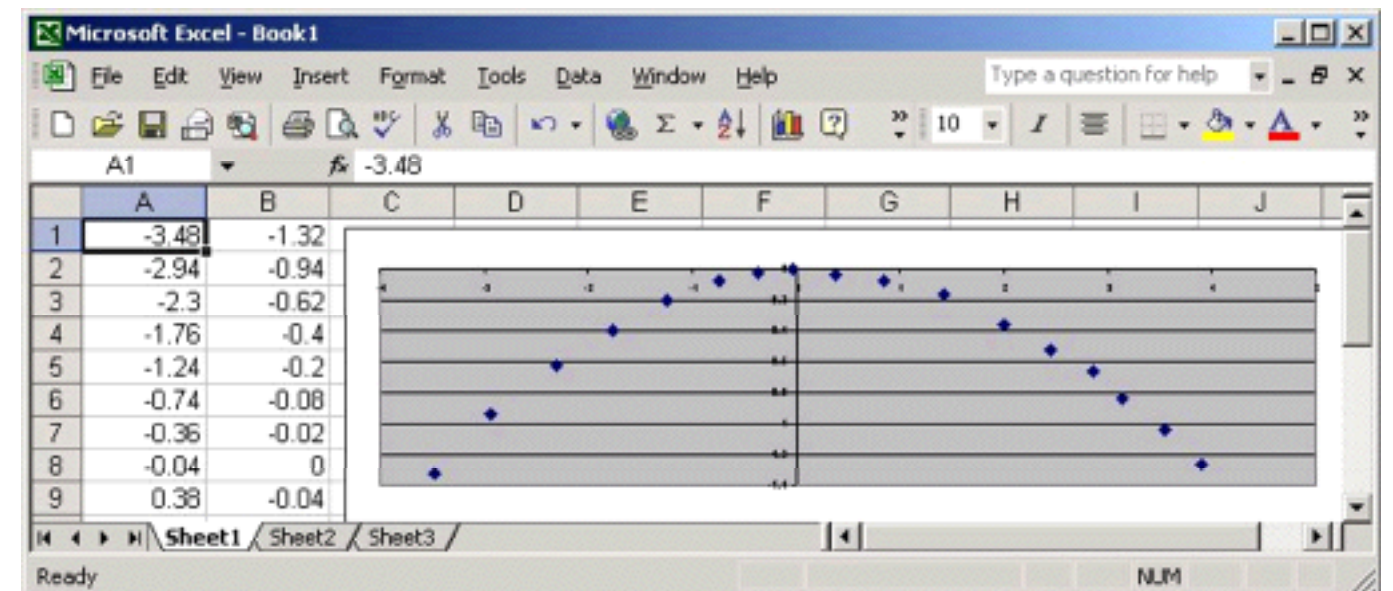 Microsoft Excel - Book1
File Edit View Insert Format Tools Data Window Help Type a question for help
10 I A
A1 fx -3.48
A B C D E F G H I J
1 -3.48 -1.32
2 -2.94 -0.94
3 -2.3 -0.62
4 -1.76 -0.4
5 -1.24 -0.2
6 -0.74 -0.08
7 -0.36 -0.02
8 -0.04 0
9 0.38 -0.04
Sheet1 Sheet2 Sheet3
Ready NUM